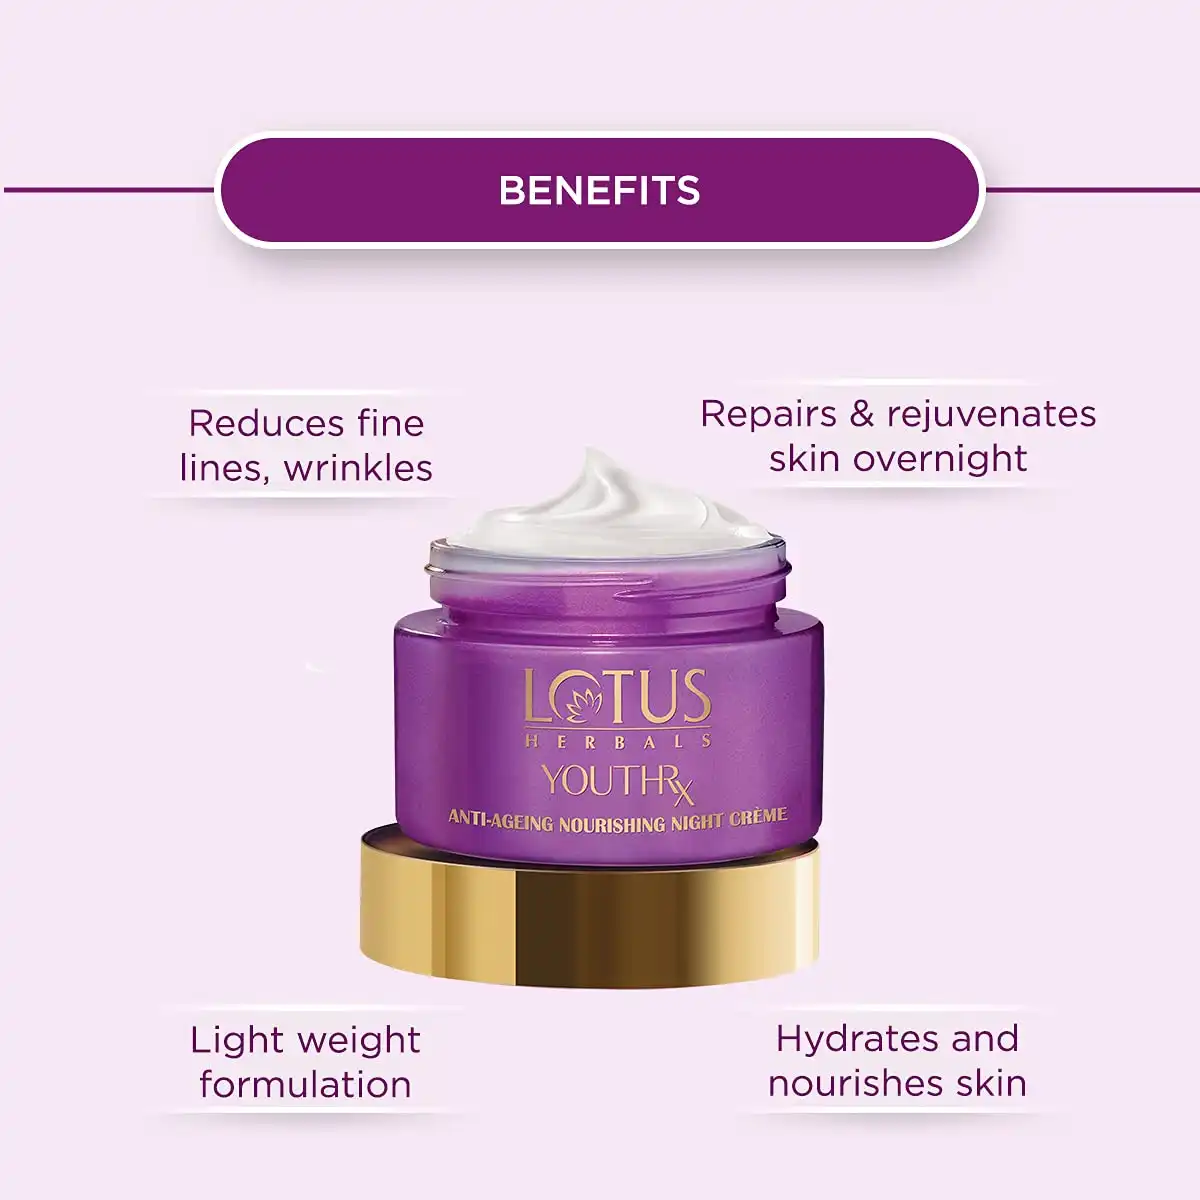 BENEFITS
Reduces fine
lines, wrinkles
Repairs & rejuvenates
skin overnight
LOTUS
HERBALS
YOUTHRx
ANTI-AGEING NOURISHING NIGHT CRÈME
Light weight
formulation
Hydrates and
nourishes skin